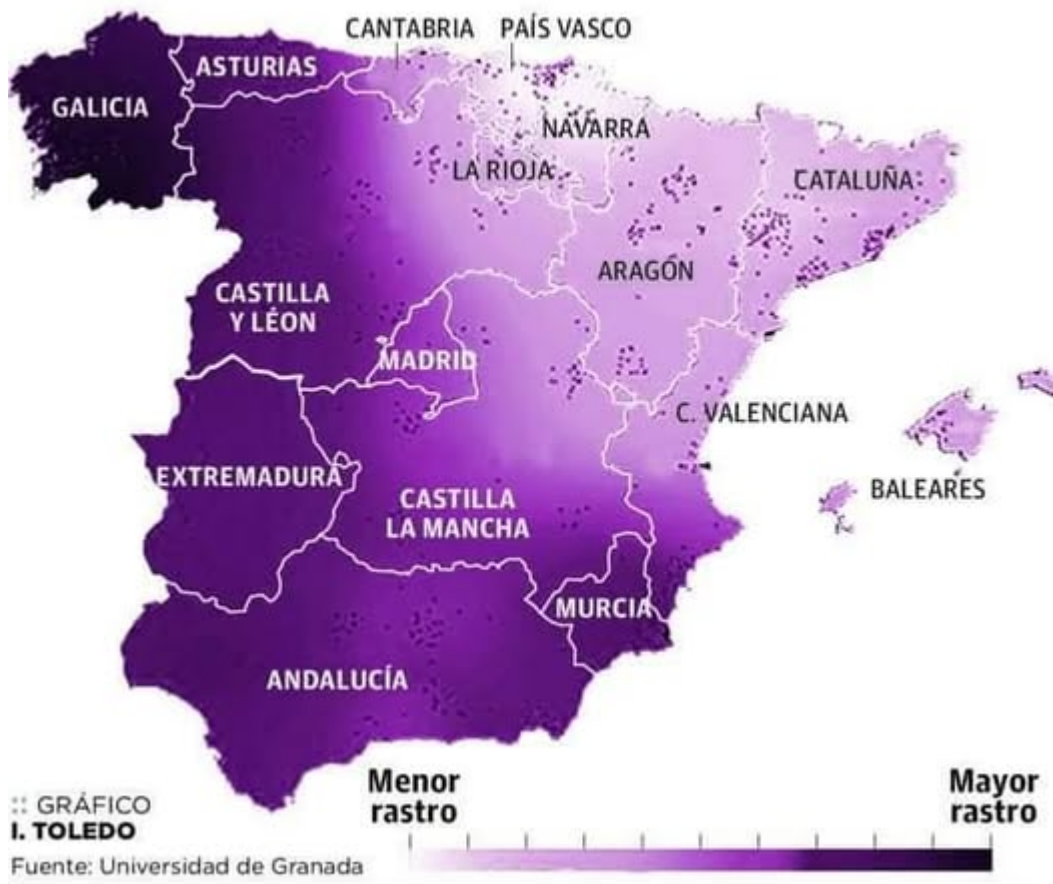 CANTABRIA
PAÍS VASCO
ASTURIAS
GALICIA
NAVARRA
LA RIOJA
CATALUÑA
ARAGÓN
CASTILLA
Y LÉON
MADRID
C. VALENCIANA
EXTREMADURA
CASTILLA
LA MANCHA
BALEARES
MURCIA
ANDALUCÍA
Menor
rastro
Mayor
rastro
:: GRÁFICO
I. TOLEDO
Fuente: Universidad de Granada